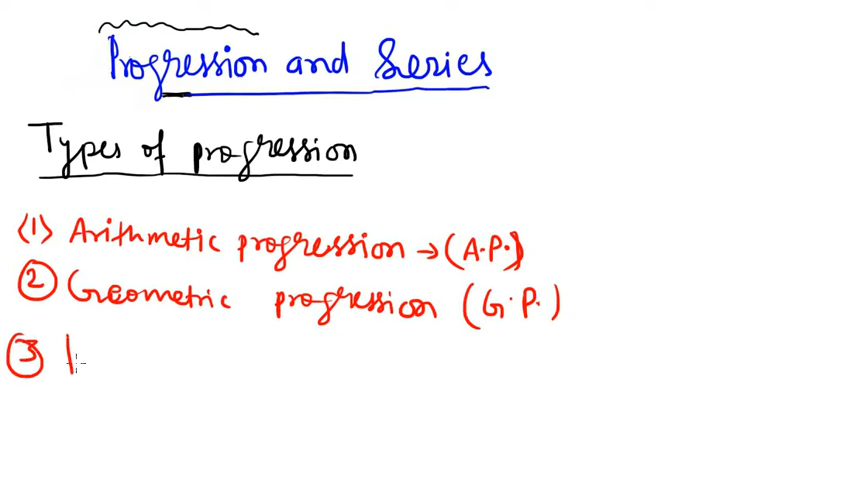 Progression and Series
Types of progression
(1) Arithmetic progression → (A.P.)
2 Geometric progression (G.P.)
3